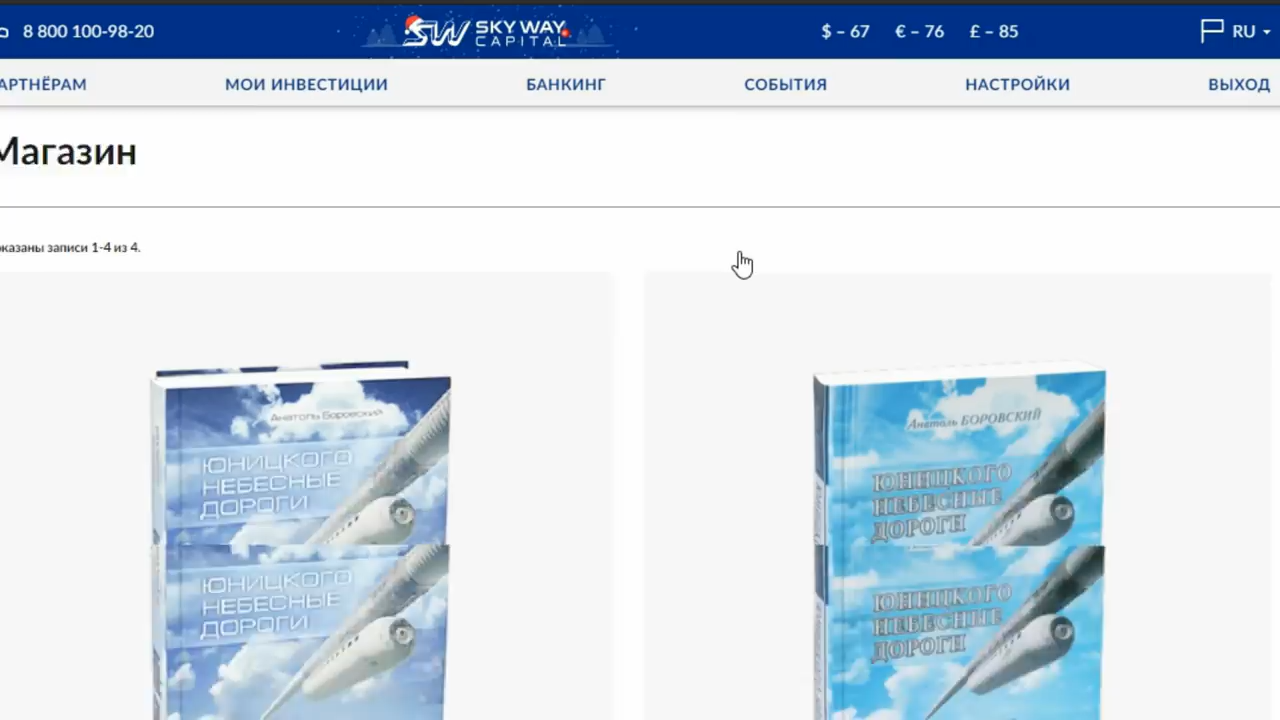 8 800 100-98-20
SW SKY WAY CAPITAL
$ – 67 € – 76 £ – 85
RU
АРТНЁРАМ МОИ ИНВЕСТИЦИИ БАНКИНГ СОБЫТИЯ НАСТРОЙКИ ВЫХОД
Магазин
оказаны записи 1-4 из 4.
Анатоль Боровский
ЮНИЦКОГО
НЕБЕСНЫЕ
ДОРОГИ
ЮНИЦКОГО
НЕБЕСНЫЕ
ДОРОГИ
Анатоль БОРОВСКИЙ
ЮНИЦКОГО
НЕБЕСНЫЕ
ДОРОГИ
ЮНИЦКОГО
НЕБЕСНЫЕ
ДОРОГИ